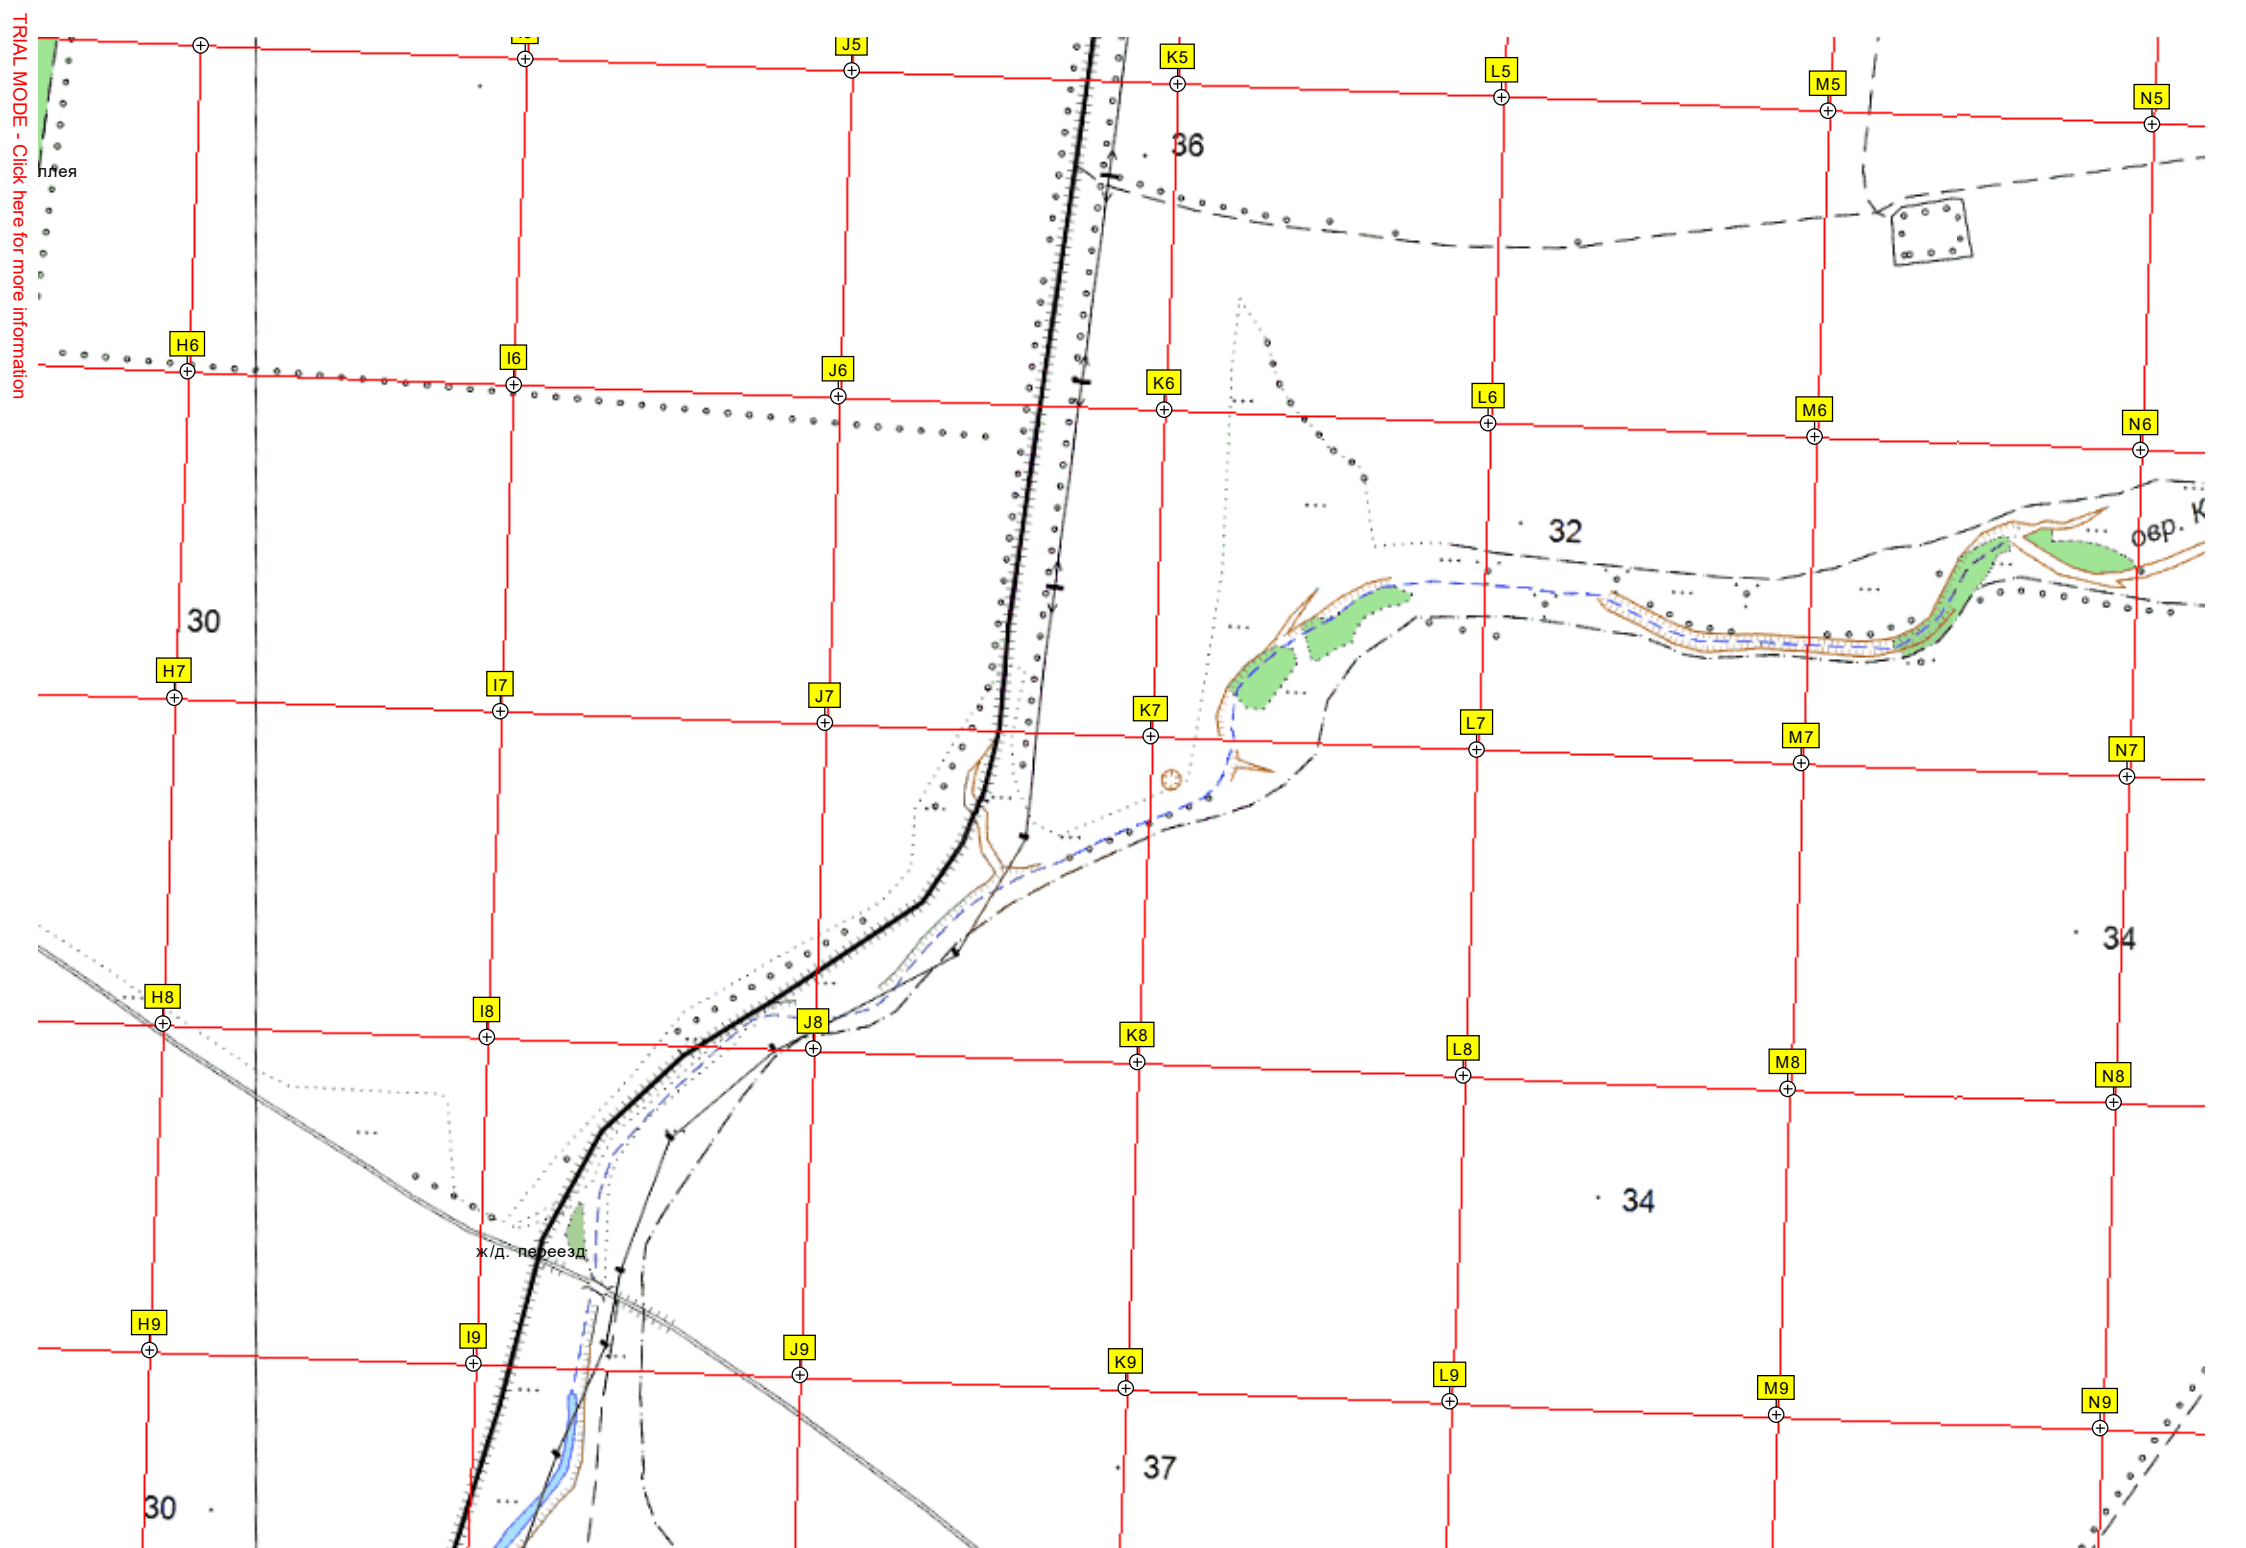 TRIAL MODE - Click here for more information
J5
K5
L5
M5
N5
36
ллея
H6
I6
J6
K6
L6
M6
N6
32
овр. К
30
H7
I7
J7
K7
L7
M7
N7
34
H8
I8
J8
K8
L8
M8
N8
34
ж/д. переезд
H9
I9
J9
K9
L9
M9
N9
37
30